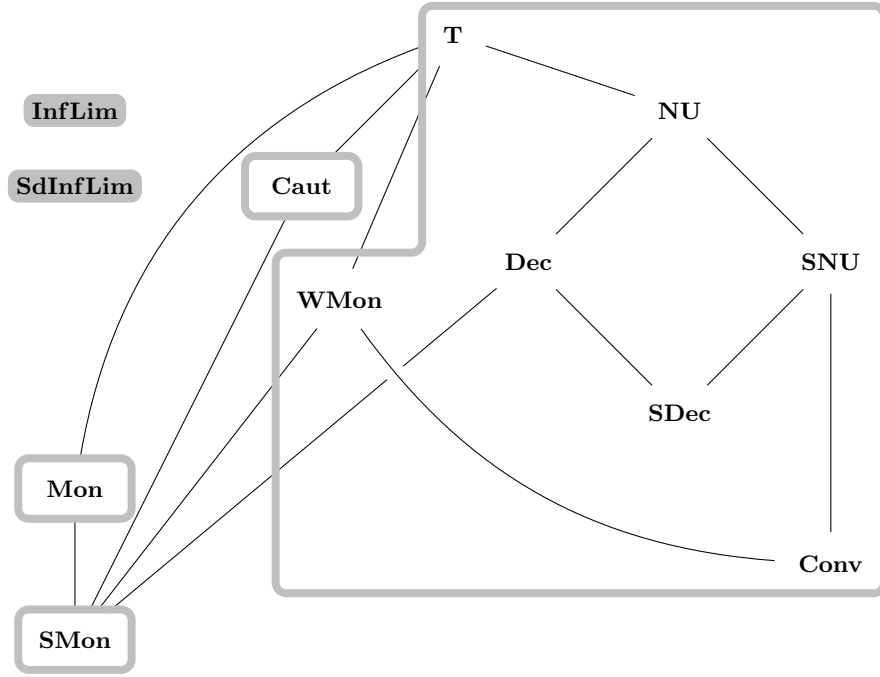 T
InfLim
NU
SdInfLim
Caut
Dec
SNU
WMon
SDec
Mon
Conv
SMon